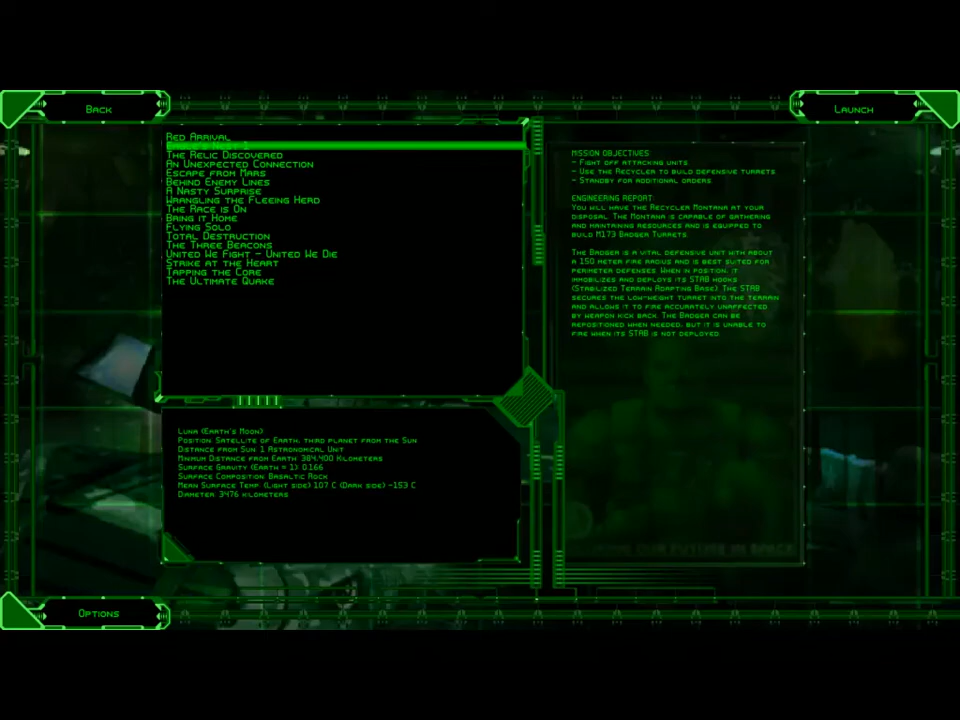 Back
Launch
Red Arrival
Eagle's Nest 1
The Relic Discovered
An Unexpected Connection
Escape from Mars
Behind Enemy Lines
A Nasty Surprise
Wrangling the Fleeing Herd
The Race is On
Bring it Home
Flying Solo
Total Destruction
The Three Beacons
United We Fight - United We Die
Strike at the Heart
Tapping the Core
The Ultimate Quake
Mission Objectives:
- Fight off attacking units
- Use the Recycler to build defensive turrets
- Standby for additional orders
Engineering Report:
You will have the Recycler Montana at your
disposal. The Montana is capable of gathering
and maintaining resources and is equipped to
build M173 Badger Turrets.
The Badger is a vital defensive unit with about
a 150 meter fire radius and is best suited for
perimeter defenses. When in position, it
immobilizes and deploys its STAB hooks
(Stabilized Terrain Adapting Base). The STAB
secures the low-weight turret into the terrain
and allows it to fire accurately unaffected
by weapon kick back. The Badger can be
repositioned when needed, but it is unable to
fire when its STAB is not deployed.
Luna (Earth's Moon)
Position Satellite of Earth, third planet from the Sun
Distance from Sun 1 Astronomical Unit
Minimum Distance from Earth 384,400 Kilometers
Surface Gravity (Earth = 1) 0.166
Surface Composition Basaltic Rock
Mean Surface Temp. (Light side) 107 C (Dark side) -153 C
Diameter 3476 kilometers
Options